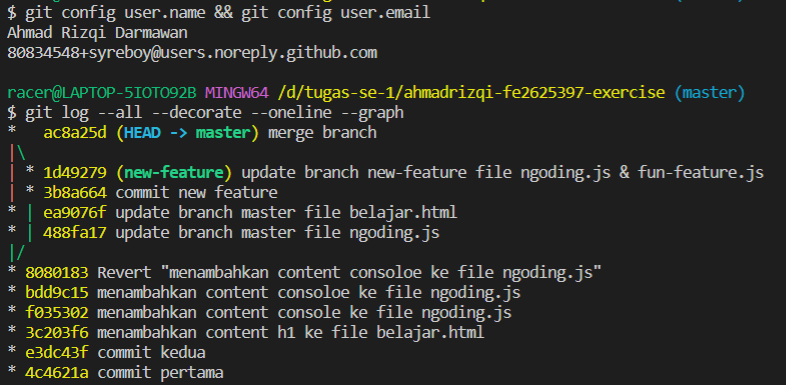 $ git config user.name && git config user.email
Ahmad Rizqi Darmawan
80834548+syreboy@users.noreply.github.com
racer@LAPTOP-5IOTO92B MINGW64 /d/tugas-se-1/ahmadrizqi-fe2625397-exercise (master)
$ git log --all --decorate --oneline --graph
*   ac8a25d (HEAD -> master) merge branch
|\
| * 1d49279 (new-feature) update branch new-feature file ngoding.js & fun-feature.js
| * 3b8a664 commit new feature
* | ea9076f update branch master file belajar.html
* | 488fa17 update branch master file ngoding.js
|/
* 8080183 Revert "menambahkan content consoloe ke file ngoding.js"
* bdd9c15 menambahkan content consoloe ke file ngoding.js
* f035302 menambahkan content console ke file ngoding.js
* 3c203f6 menambahkan content h1 ke file belajar.html
* e3dc43f commit kedua
* 4c4621a commit pertama